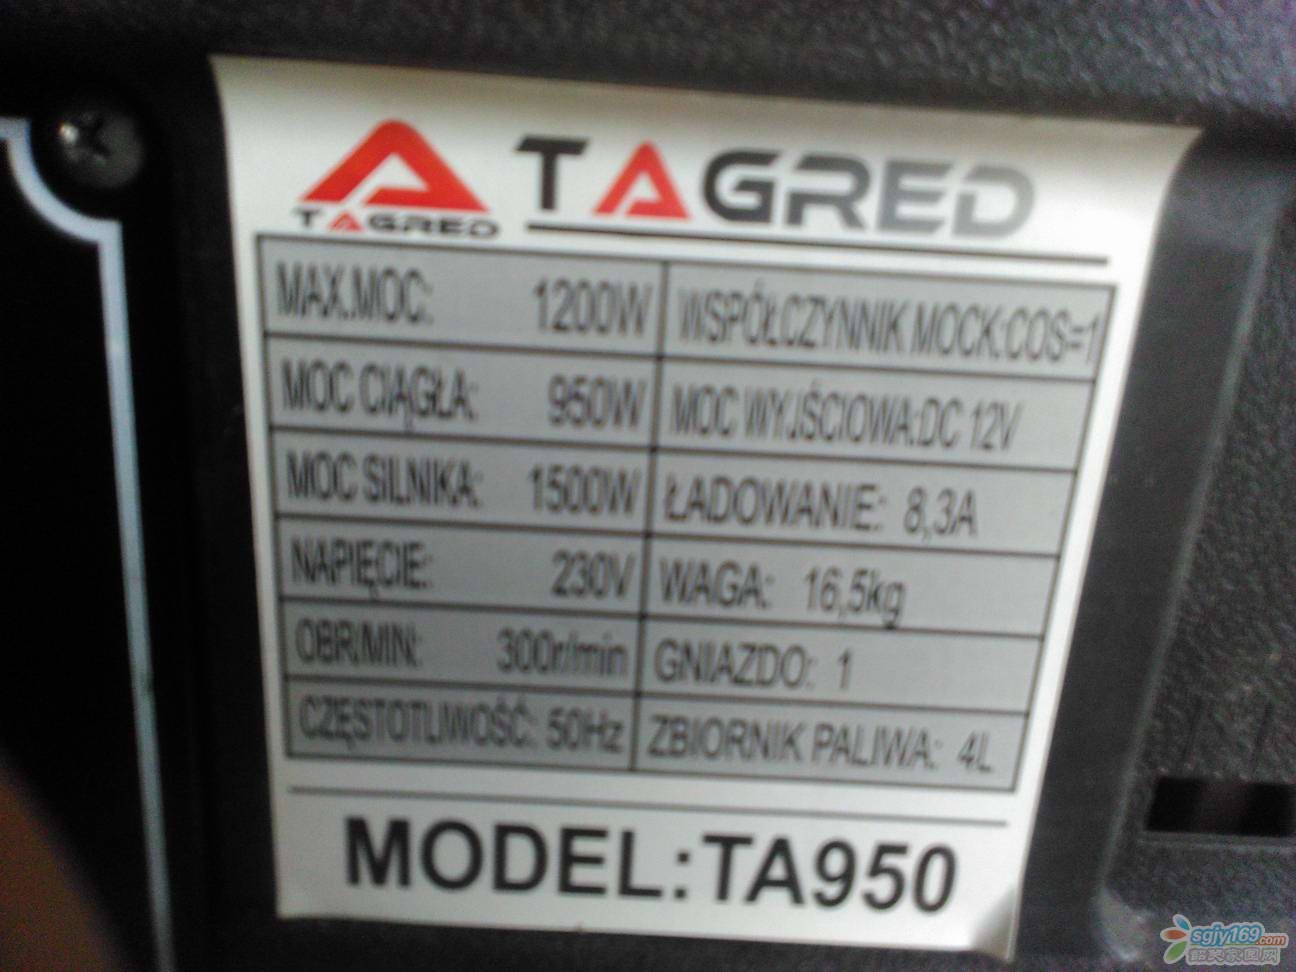 TAGRED
TAGRED
MAX.MOC: 1200W WSPÓŁCZYNNIK MOCK:COS=1
MOC CIĄGŁA: 950W MOC WYJŚCIOWA:DC 12V
MOC SILNIKA: 1500W ŁADOWANIE: 8,3A
NAPIĘCIE: 230V WAGA: 16,5kg
OBR/MIN: 300r/min GNIAZDO: 1
CZĘSTOTLIWOŚĆ: 50Hz ZBIORNIK PALIWA: 4L
MODEL:TA950
sgjy169.com